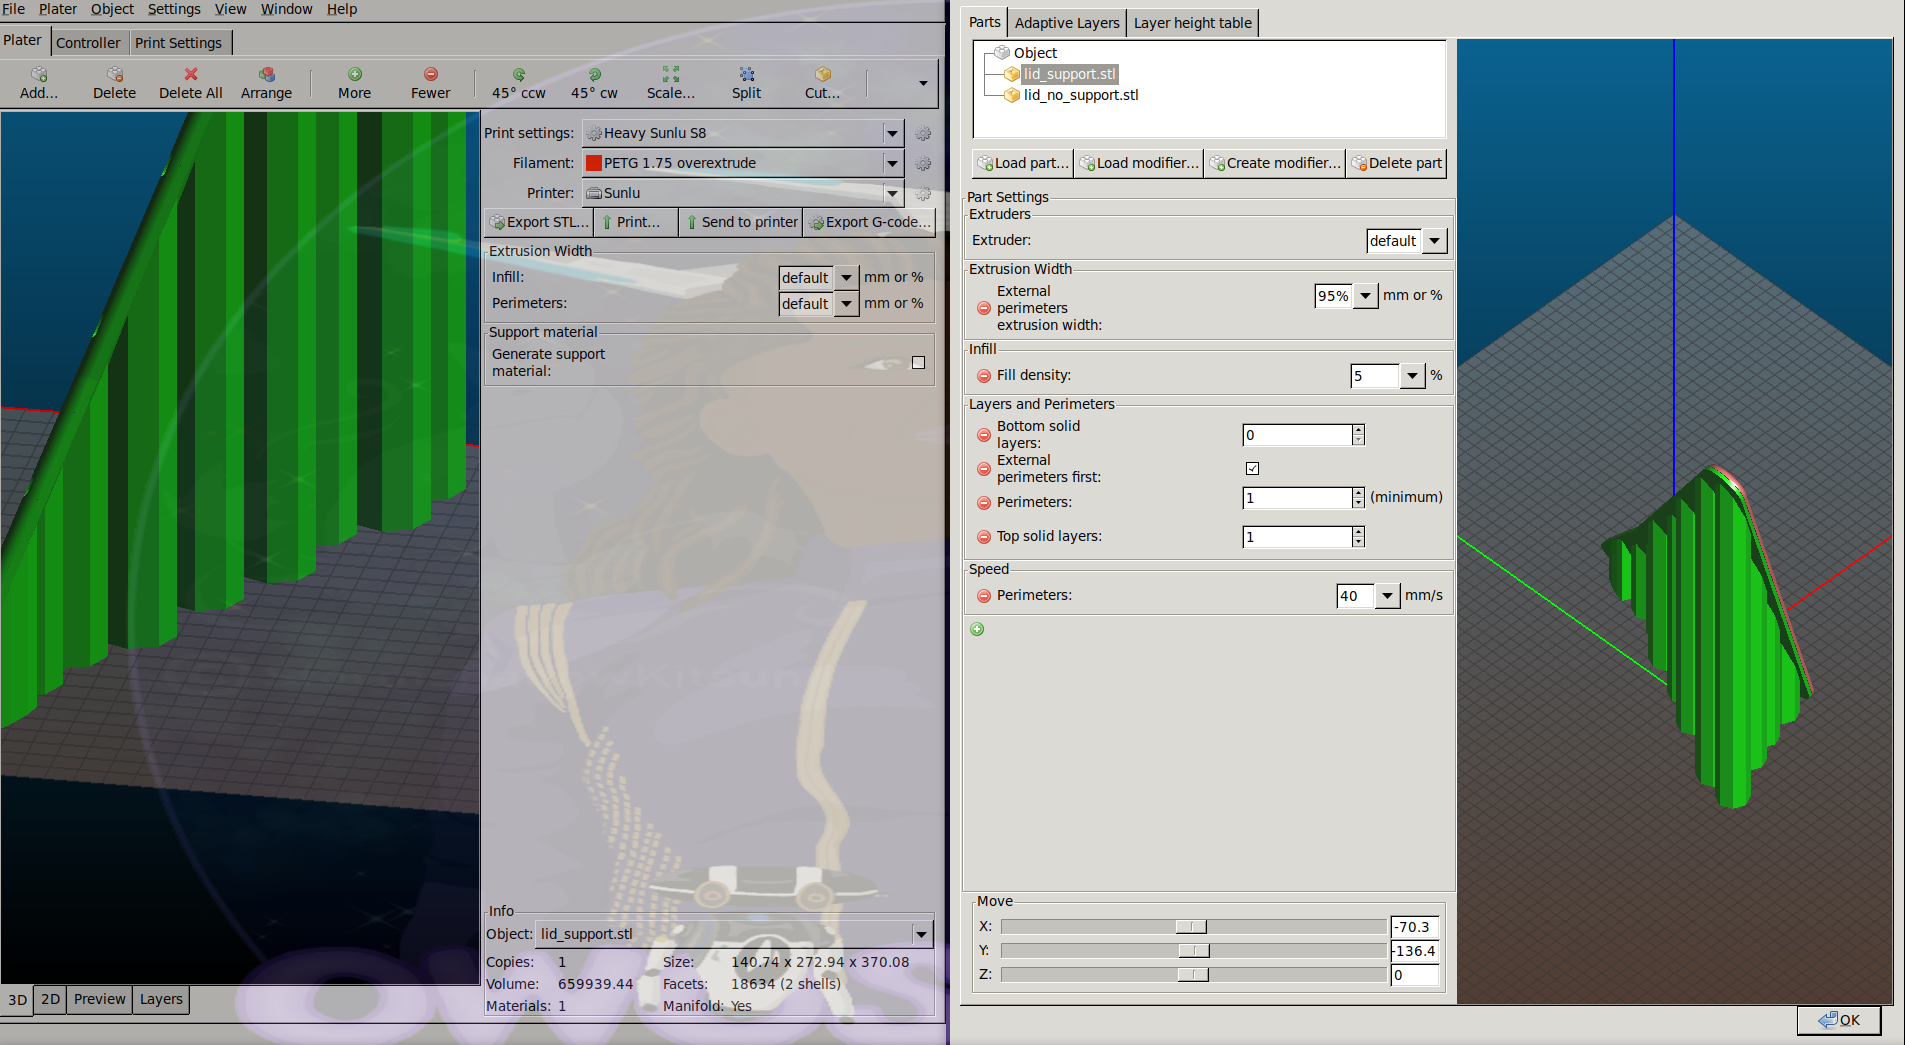 File Plater Object Settings View Window Help
Plater Controller Print Settings
Add... Delete Delete All Arrange More Fewer 45° ccw 45° cw Scale... Split Cut...
Print settings: Heavy Sunlu S8
Filament: PETG 1.75 overextrude
Printer: Sunlu
Export STL... Print... Send to printer Export G-code...
Extrusion Width
Infill: default mm or %
Perimeters: default mm or %
Support material
Generate support
material:
Info
Object: lid_support.stl
Copies: 1 Size: 140.74 x 272.94 x 370.08
Volume: 659939.44 Facets: 18634 (2 shells)
Materials: 1 Manifold: Yes
3D 2D Preview Layers
Parts Adaptive Layers Layer height table
Object
lid_support.stl
lid_no_support.stl
Load part... Load modifier... Create modifier... Delete part
Part Settings
Extruders
Extruder: default
Extrusion Width
External
perimeters
extrusion width: 95% mm or %
Infill
Fill density: 5 %
Layers and Perimeters
Bottom solid
layers: 0
External
perimeters first:
Perimeters: 1 (minimum)
Top solid layers: 1
Speed
Perimeters: 40 mm/s
Move
X: -70.3
Y: -136.4
Z: 0
OK